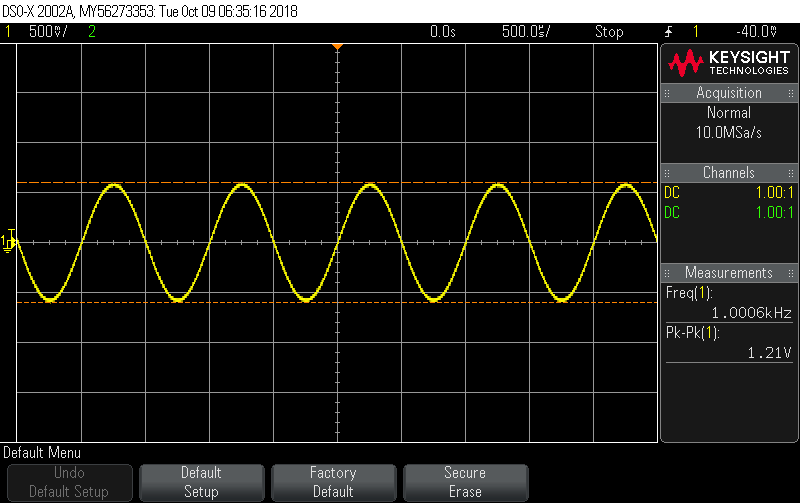 DSO-X 2002A, MY56273353: Tue Oct 09 06:35:16 2018
1 500mV/ 2 0.0s 500.0us/ Stop 1 -40.0mV
KEYSIGHT
TECHNOLOGIES
Acquisition
Normal
10.0MSa/s
Channels
DC 1.00:1
DC 1.00:1
Measurements
Freq(1):
1.0006kHz
Pk-Pk(1):
1.21V
1
T
Default Menu
Undo
Default Setup
Default
Setup
Factory
Default
Secure
Erase